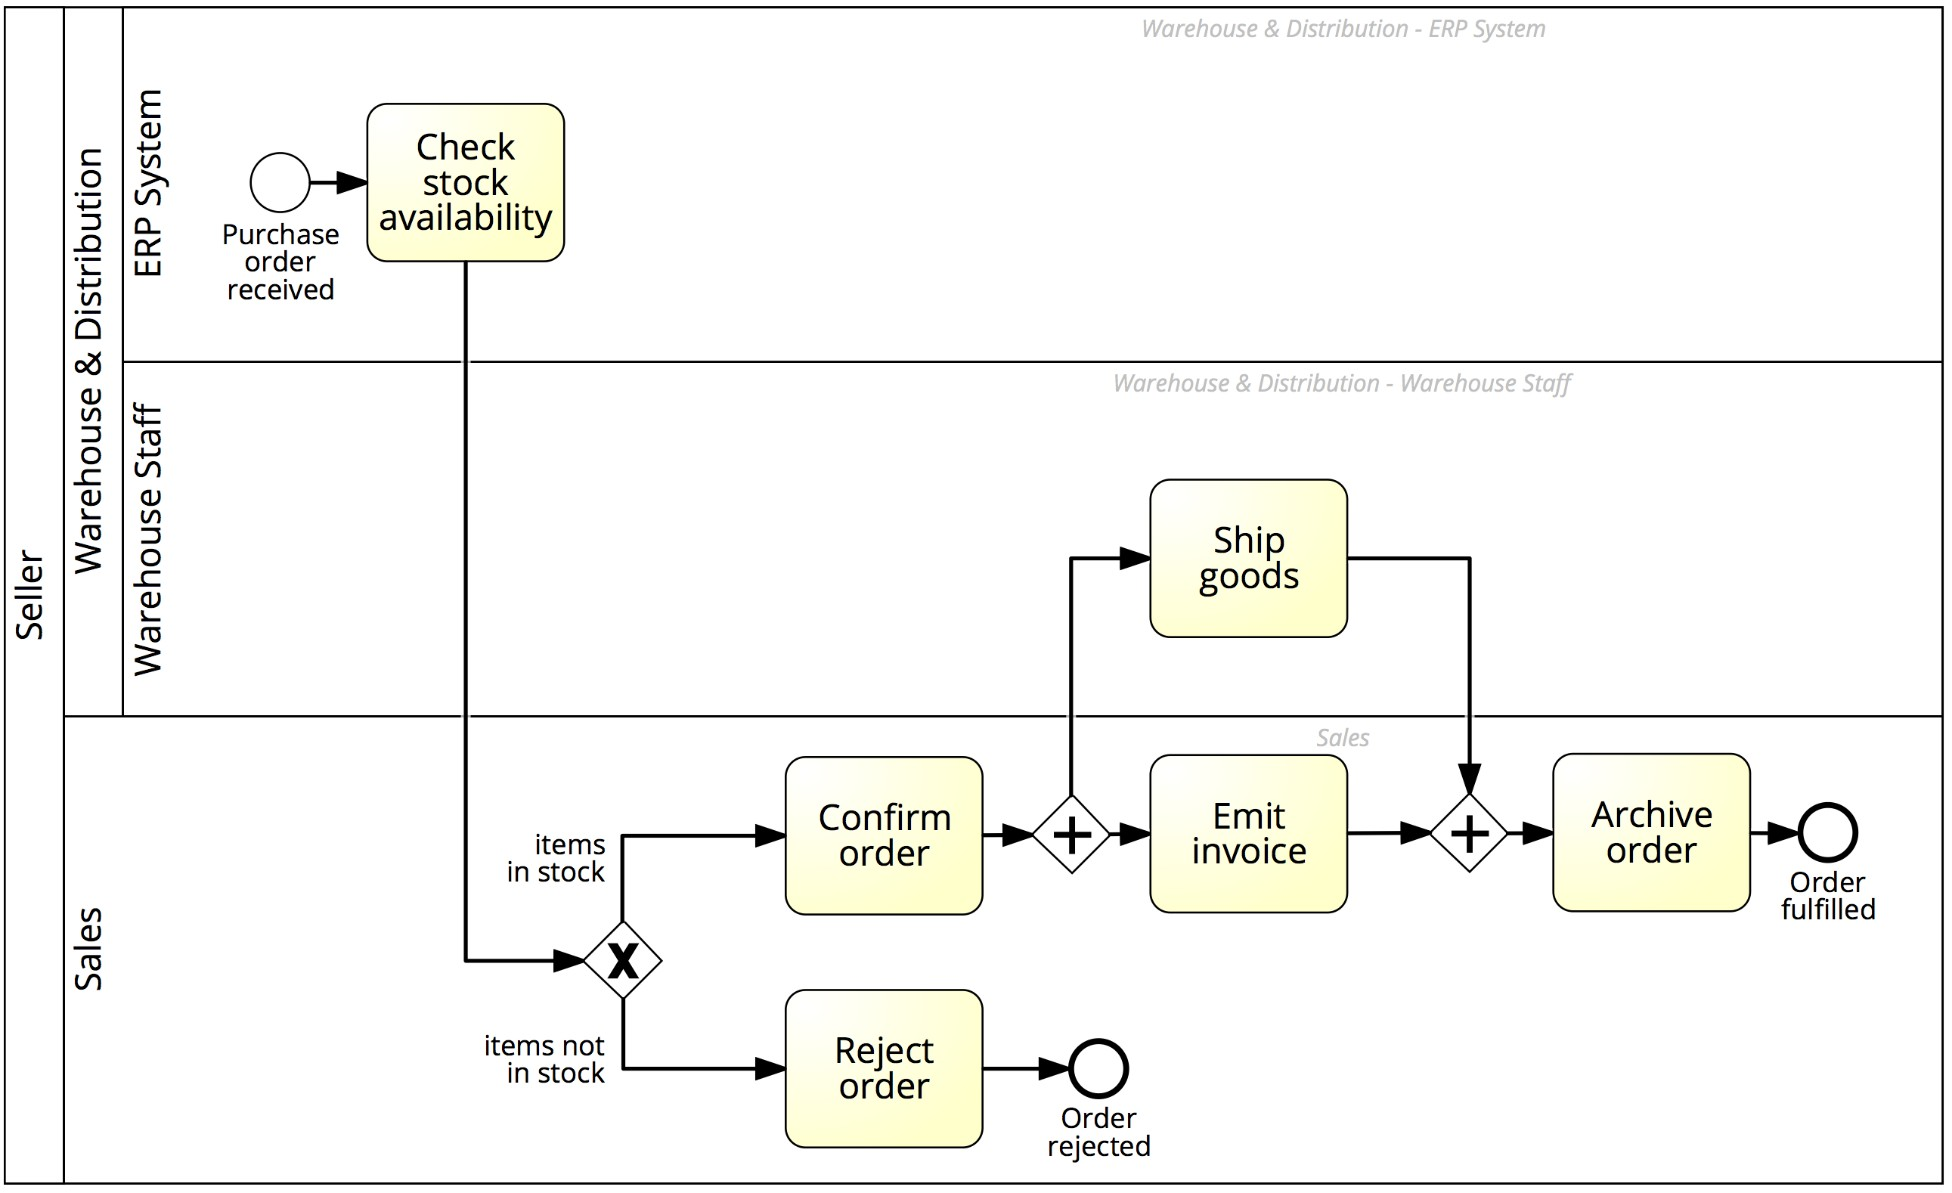 Seller
Warehouse & Distribution
ERP System
Warehouse & Distribution - ERP System
Purchase
order
received
Check
stock
availability
Warehouse Staff
Warehouse & Distribution - Warehouse Staff
Ship
goods
Sales
Sales
items
in stock
items not
in stock
X
Confirm
order
+
Emit
invoice
+
Archive
order
Order
fulfilled
Reject
order
Order
rejected